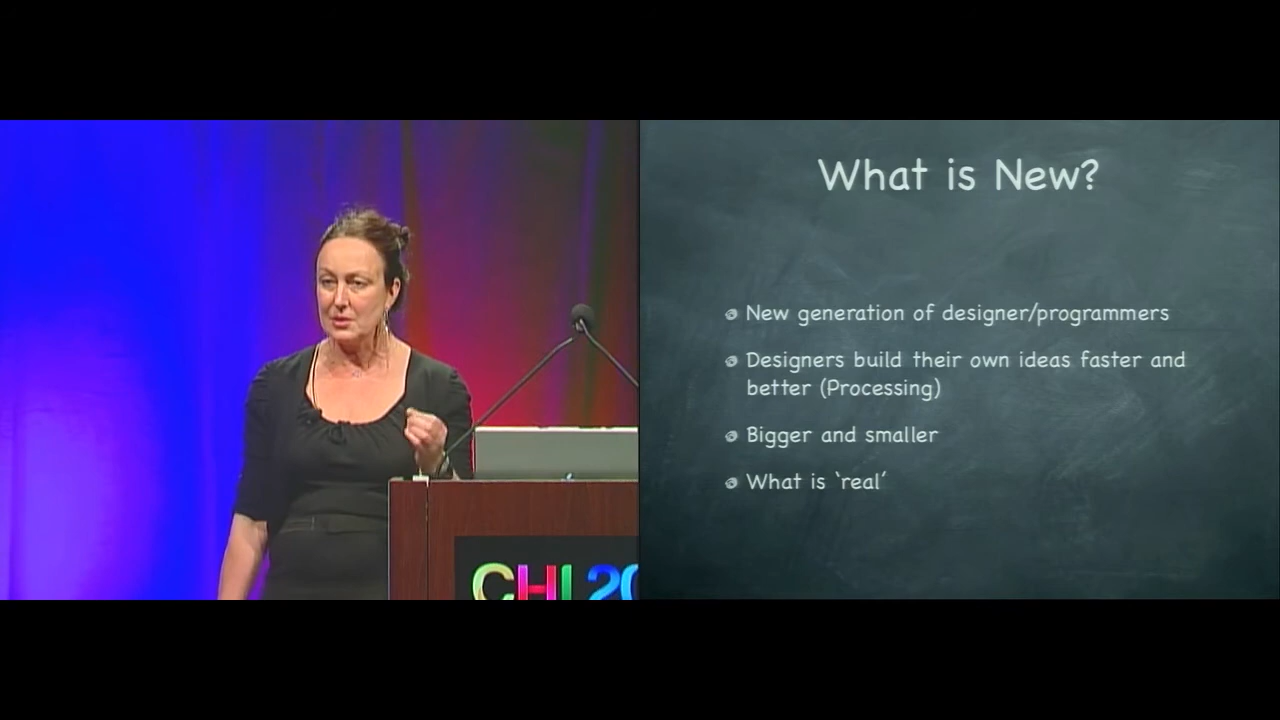 What is New?
New generation of designer/programmers
Designers build their own ideas faster and
better (Processing)
Bigger and smaller
What is ‘real’
CHI 20